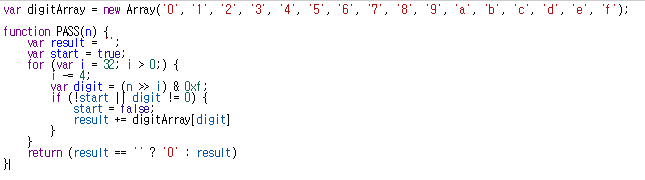 var digitArray = new Array('0', '1', '2', '3', '4', '5', '6', '7', '8', '9', 'a', 'b', 'c', 'd', 'e', 'f');

function PASS(n) {
    var result = '';
    var start = true;
    for (var i = 32; i > 0;) {
        i -= 4;
        var digit = (n >> i) & 0xf;
        if (!start || digit != 0) {
            start = false;
            result += digitArray[digit]
        }
    }
    return (result == '' ? '0' : result)
}